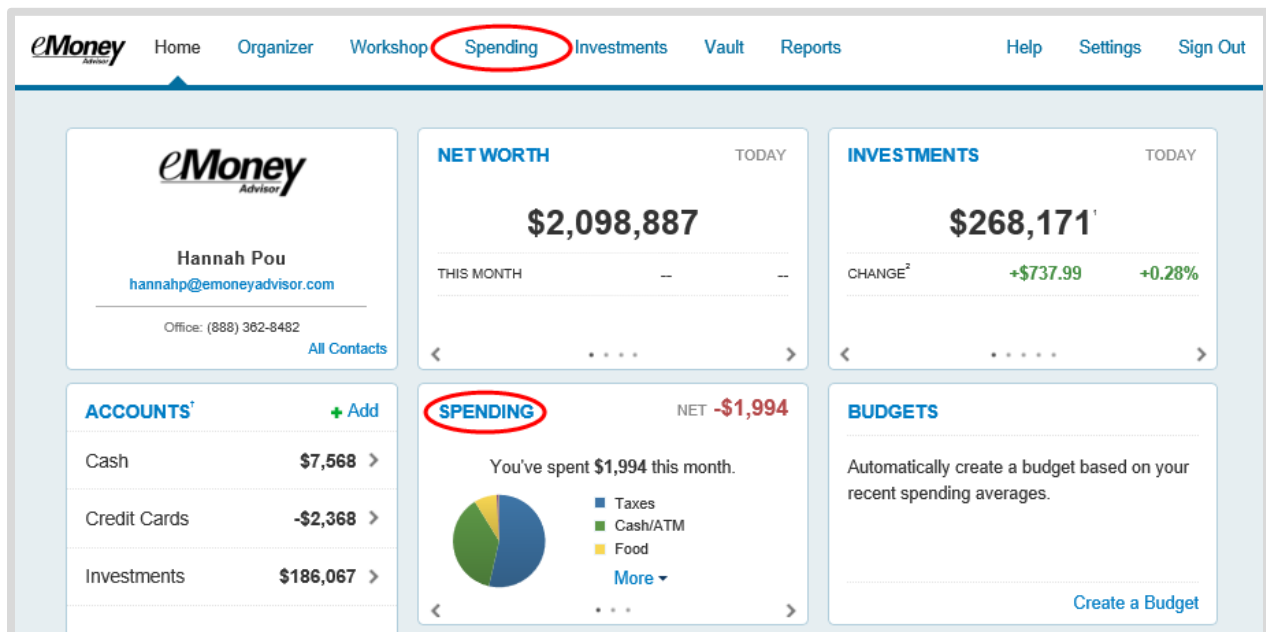 eMoney Advisor Home Organizer Workshop Spending Investments Vault Reports Help Settings Sign Out
eMoney
Advisor
Hannah Pou
hannahp@emoneyadvisor.com
Office: (888) 362-8482
All Contacts
NET WORTH TODAY
$2,098,887
THIS MONTH -- --
INVESTMENTS TODAY
$268,171¹
CHANGE² +$737.99 +0.28%
ACCOUNTS† + Add
Cash $7,568
Credit Cards -$2,368
Investments $186,067
SPENDING NET -$1,994
You've spent $1,994 this month.
Taxes
Cash/ATM
Food
More
BUDGETS
Automatically create a budget based on your
recent spending averages.
Create a Budget